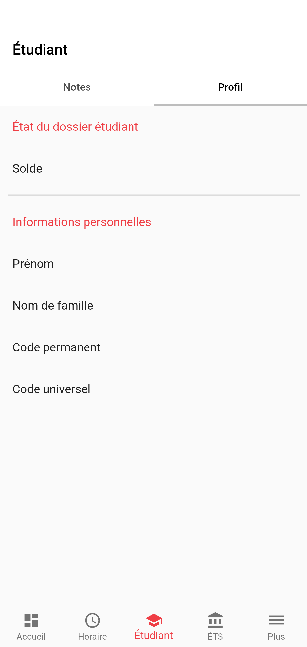 Étudiant
Notes
Profil
État du dossier étudiant
Solde
Informations personnelles
Prénom
Nom de famille
Code permanent
Code universel
Accueil
Horaire
Étudiant
ÉTS
Plus